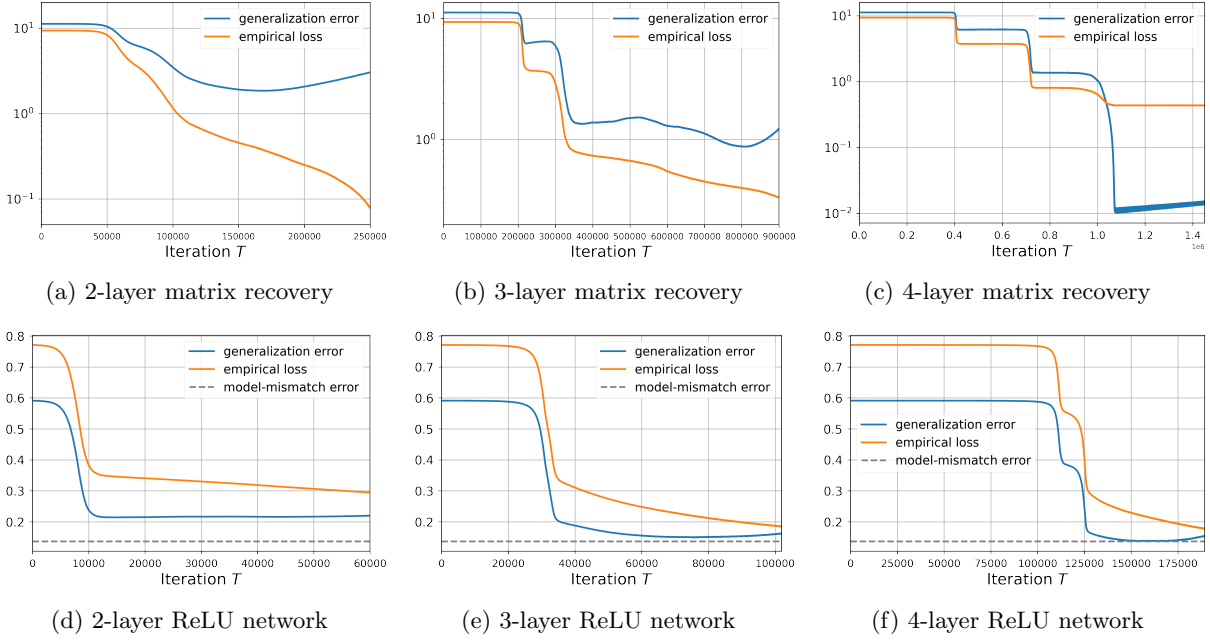 generalization error
empirical loss
10^1
10^0
10^-1
0 50000 100000 150000 200000 250000
Iteration T
(a) 2-layer matrix recovery
generalization error
empirical loss
10^1
10^0
0 100000 200000 300000 400000 500000 600000 700000 800000 900000
Iteration T
(b) 3-layer matrix recovery
generalization error
empirical loss
10^1
10^0
10^-1
10^-2
0.0 0.2 0.4 0.6 0.8 1.0 1.2 1.4
1e6
Iteration T
(c) 4-layer matrix recovery
generalization error
empirical loss
model-mismatch error
0.8
0.7
0.6
0.5
0.4
0.3
0.2
0 10000 20000 30000 40000 50000 60000
Iteration T
(d) 2-layer ReLU network
generalization error
empirical loss
model-mismatch error
0.8
0.7
0.6
0.5
0.4
0.3
0.2
0 20000 40000 60000 80000 100000
Iteration T
(e) 3-layer ReLU network
0.8
0.7
0.6
0.5
0.4
0.3
0.2
generalization error
empirical loss
model-mismatch error
0 25000 50000 75000 100000 125000 150000 175000
Iteration T
(f) 4-layer ReLU network